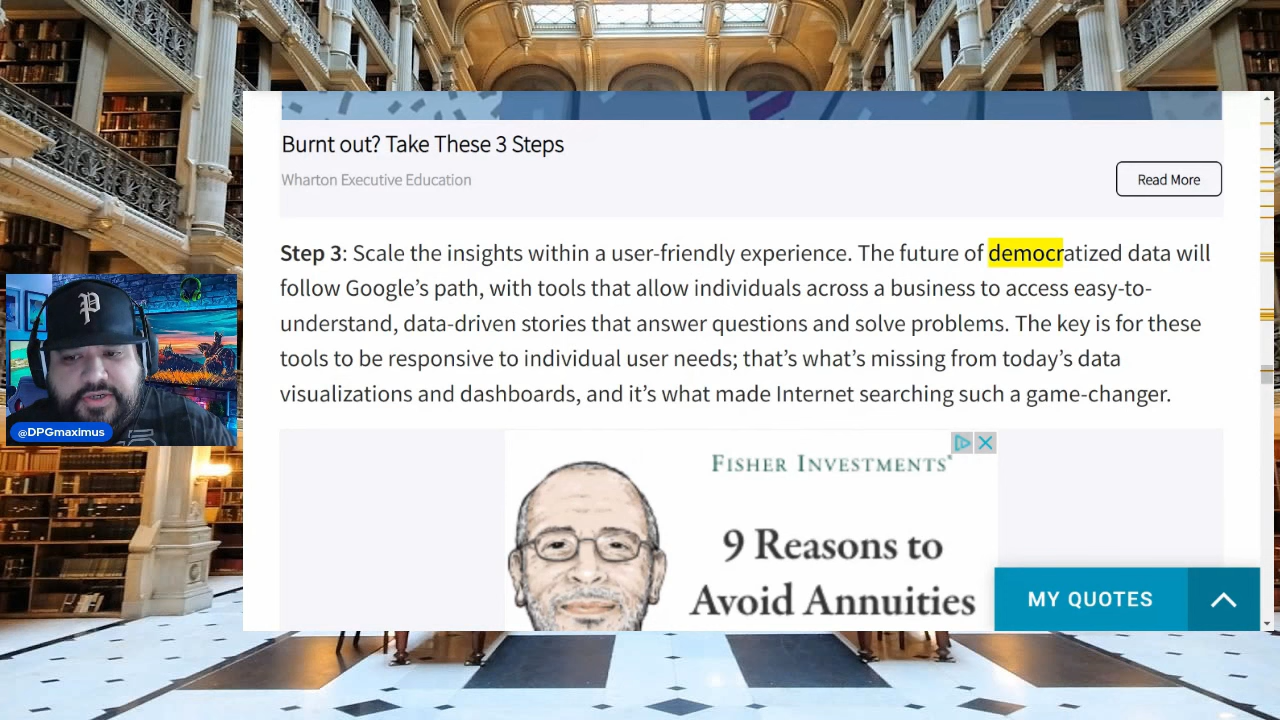 Burnt out? Take These 3 Steps
Wharton Executive Education
Read More
Step 3: Scale the insights within a user-friendly experience. The future of democratized data will
follow Google’s path, with tools that allow individuals across a business to access easy-to-
understand, data-driven stories that answer questions and solve problems. The key is for these
tools to be responsive to individual user needs; that’s what’s missing from today’s data
visualizations and dashboards, and it’s what made Internet searching such a game-changer.
P
@DPGmaximus
FISHER INVESTMENTS®
9 Reasons to
Avoid Annuities
MY QUOTES